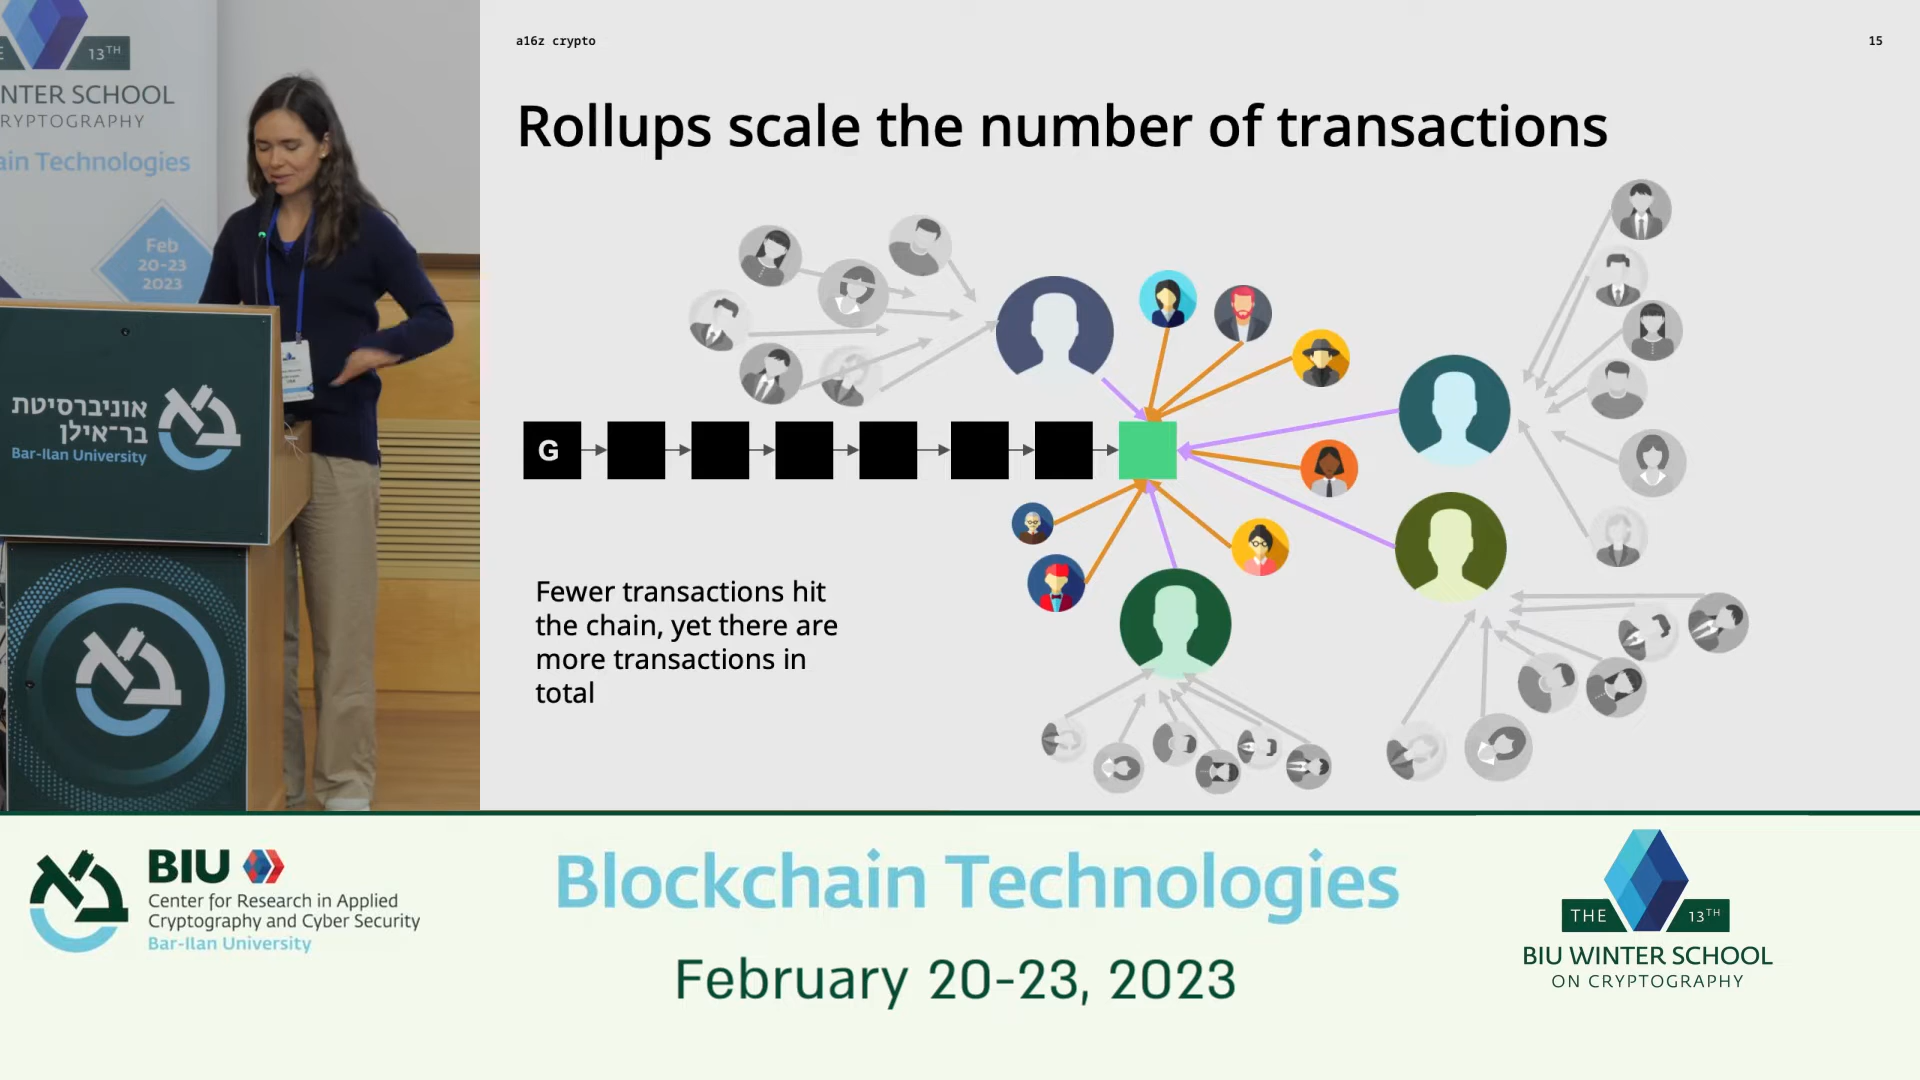 NTER SCHOOL
RYPTOGRAPHY
ain Technologies
13TH
Feb
20-23
2023
אוניברסיטת
בר־אילן
Bar-Ilan University
a16z crypto
15
Rollups scale the number of transactions
G
Fewer transactions hit
the chain, yet there are
more transactions in
total
BIU
Center for Research in Applied
Cryptography and Cyber Security
Bar-Ilan University
Blockchain Technologies
February 20-23, 2023
THE 13TH
BIU WINTER SCHOOL
ON CRYPTOGRAPHY